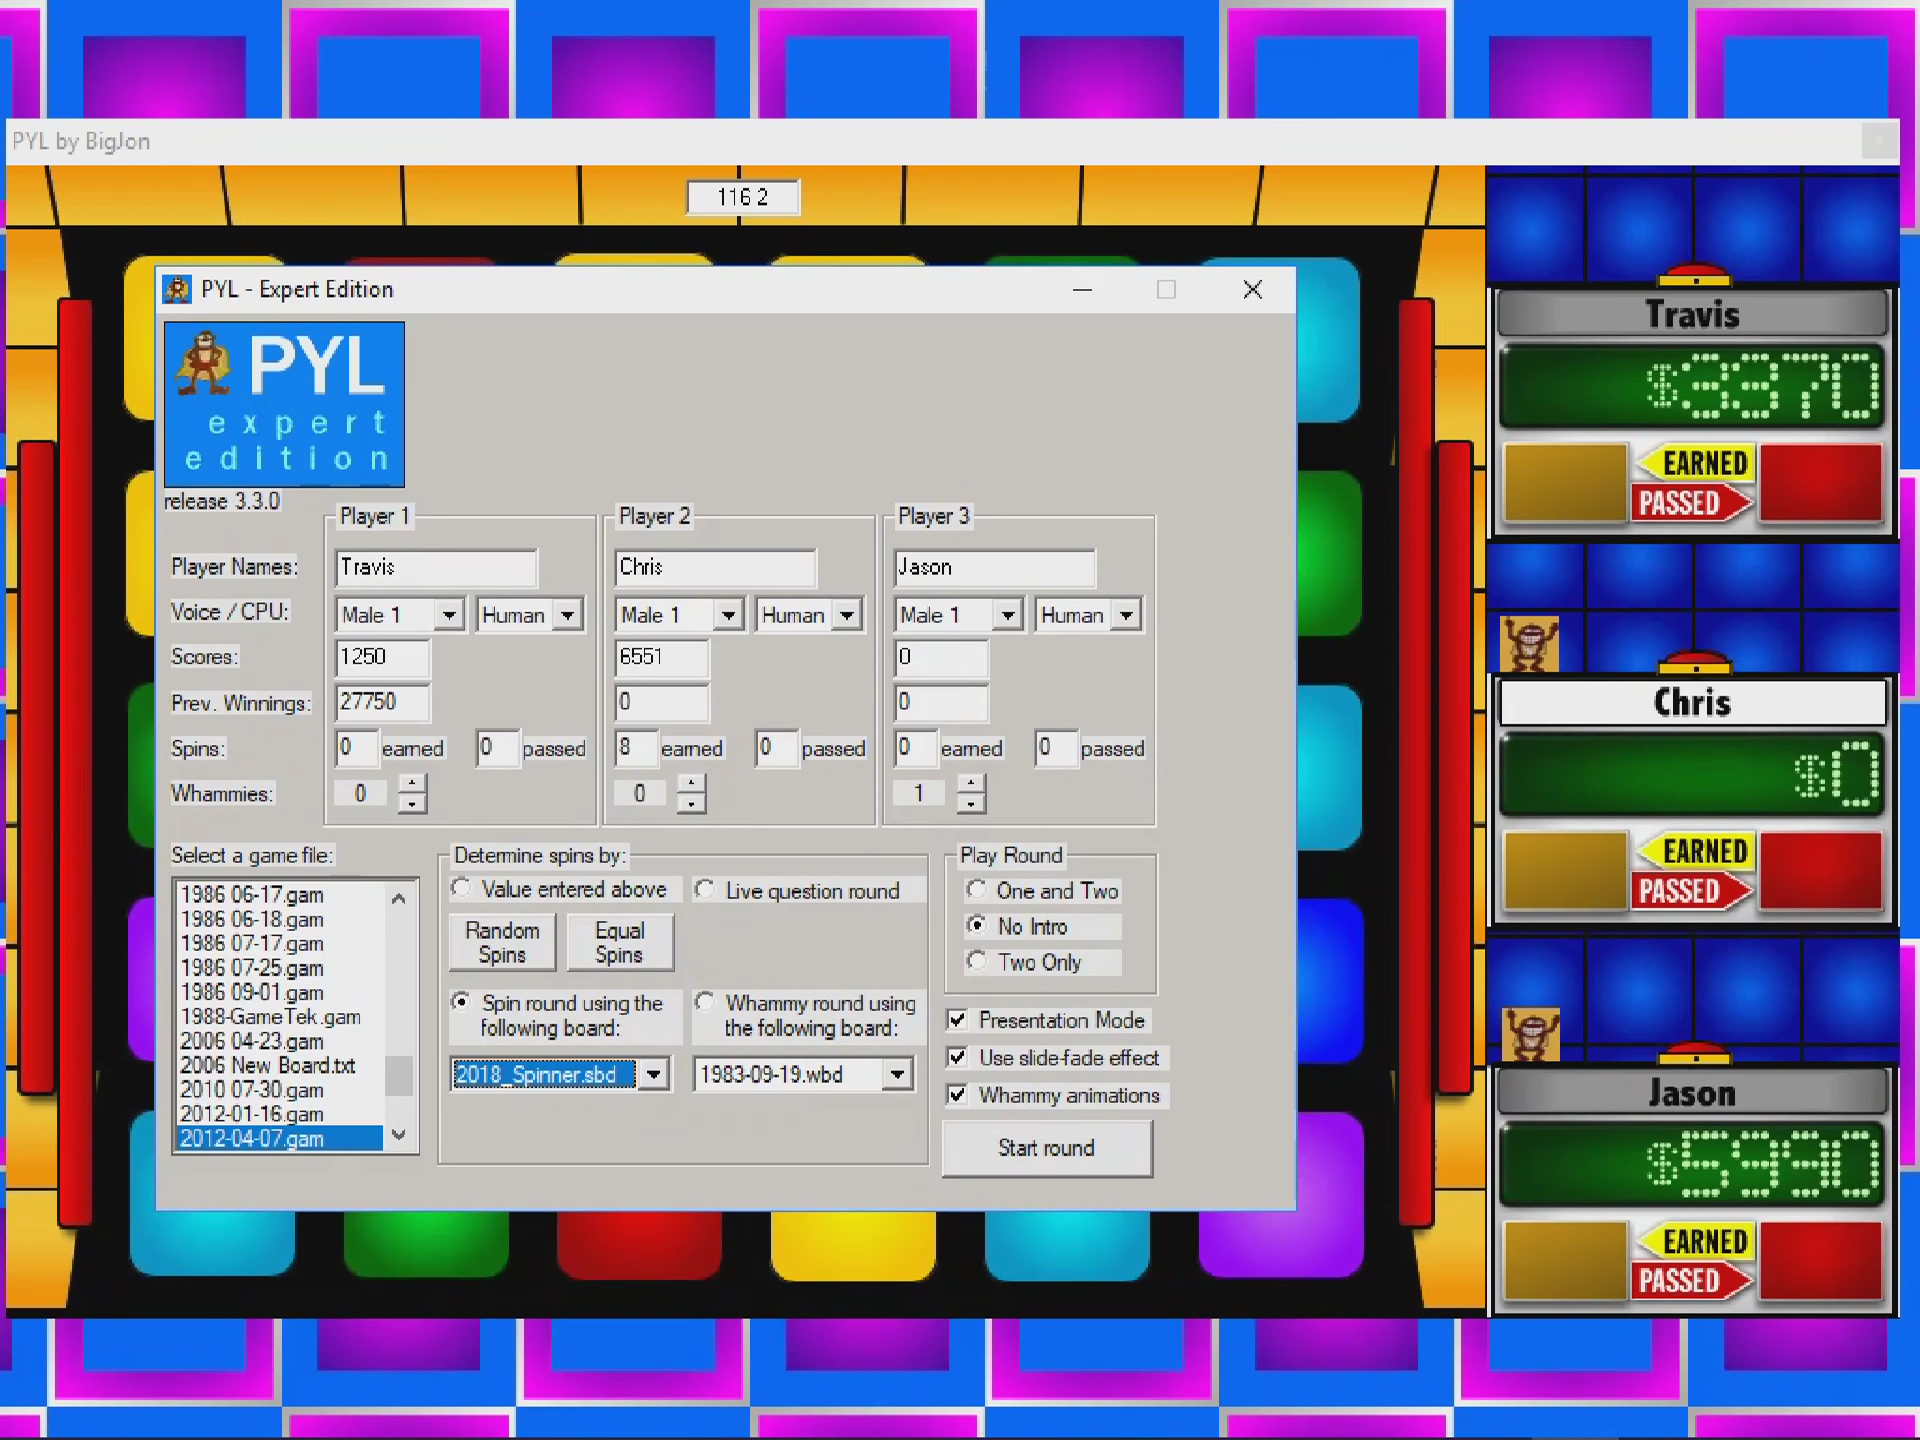 PYL by BigJon
116 2
PYL - Expert Edition
PYL
expert
edition
release 3.3.0
Player 1
Player 2
Player 3
Player Names:
Travis
Chris
Jason
Voice / CPU:
Male 1
Human
Male 1
Human
Male 1
Human
Scores:
1250
6551
0
Prev. Winnings:
27750
0
0
Spins:
0 earned
0 passed
8 earned
0 passed
0 earned
0 passed
Whammies:
0
0
1
Select a game file:
1986 06-17.gam
1986 06-18.gam
1986 07-17.gam
1986 07-25.gam
1986 09-01.gam
1988-GameTek.gam
2006 04-23.gam
2006 New Board.txt
2010 07-30.gam
2012-01-16.gam
2012-04-07.gam
Determine spins by:
Value entered above
Live question round
Random
Spins
Equal
Spins
Spin round using the
following board:
Whammy round using
the following board:
2018_Spinner.sbd
1983-09-19.wbd
Play Round
One and Two
No Intro
Two Only
Presentation Mode
Use slide-fade effect
Whammy animations
Start round
Travis
$3370
EARNED
PASSED
Chris
$0
EARNED
PASSED
Jason
$5990
EARNED
PASSED